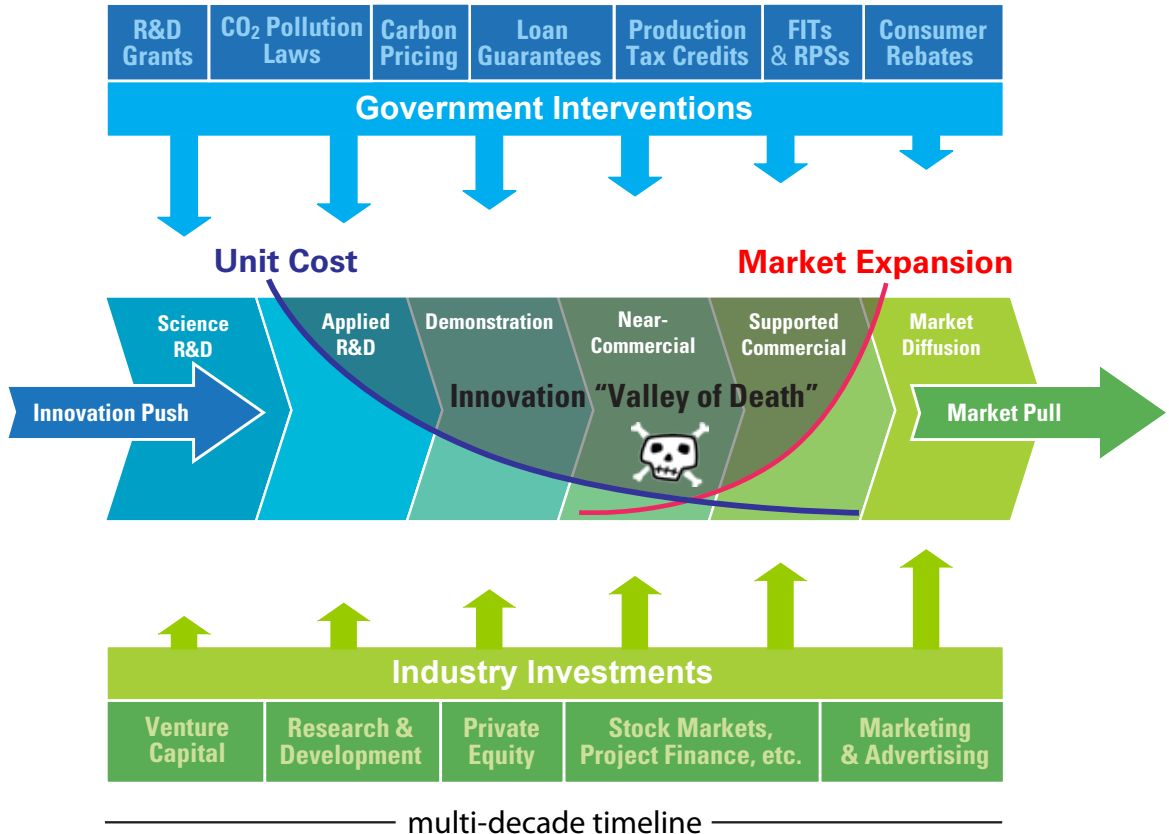 R&D
Grants
CO₂ Pollution
Laws
Carbon
Pricing
Loan
Guarantees
Production
Tax Credits
FITs
& RPSs
Consumer
Rebates
Government Interventions
Unit Cost
Market Expansion
Science
R&D
Applied
R&D
Demonstration
Near-
Commercial
Supported
Commercial
Market
Diffusion
Innovation Push
Innovation “Valley of Death”
Market Pull
Industry Investments
Venture
Capital
Research &
Development
Private
Equity
Stock Markets,
Project Finance, etc.
Marketing
& Advertising
multi-decade timeline